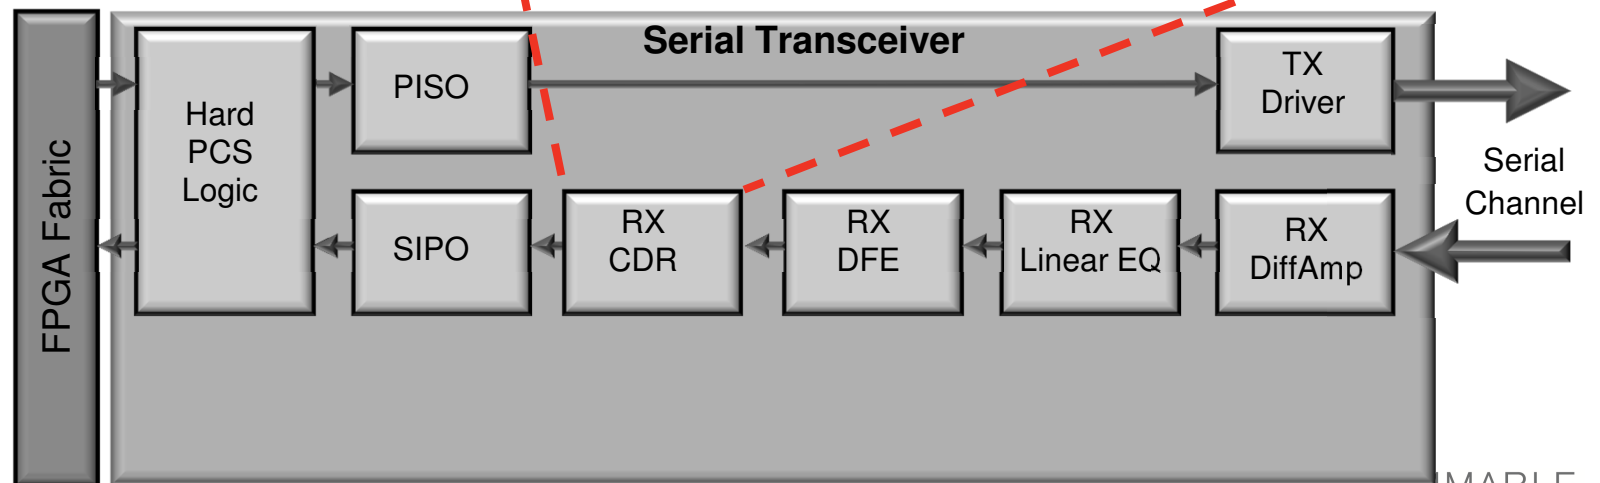 Serial Transceiver
FPGA Fabric
Hard
PCS
Logic
PISO
TX
Driver
Serial
Channel
SIPO
RX
CDR
RX
DFE
RX
Linear EQ
RX
DiffAmp